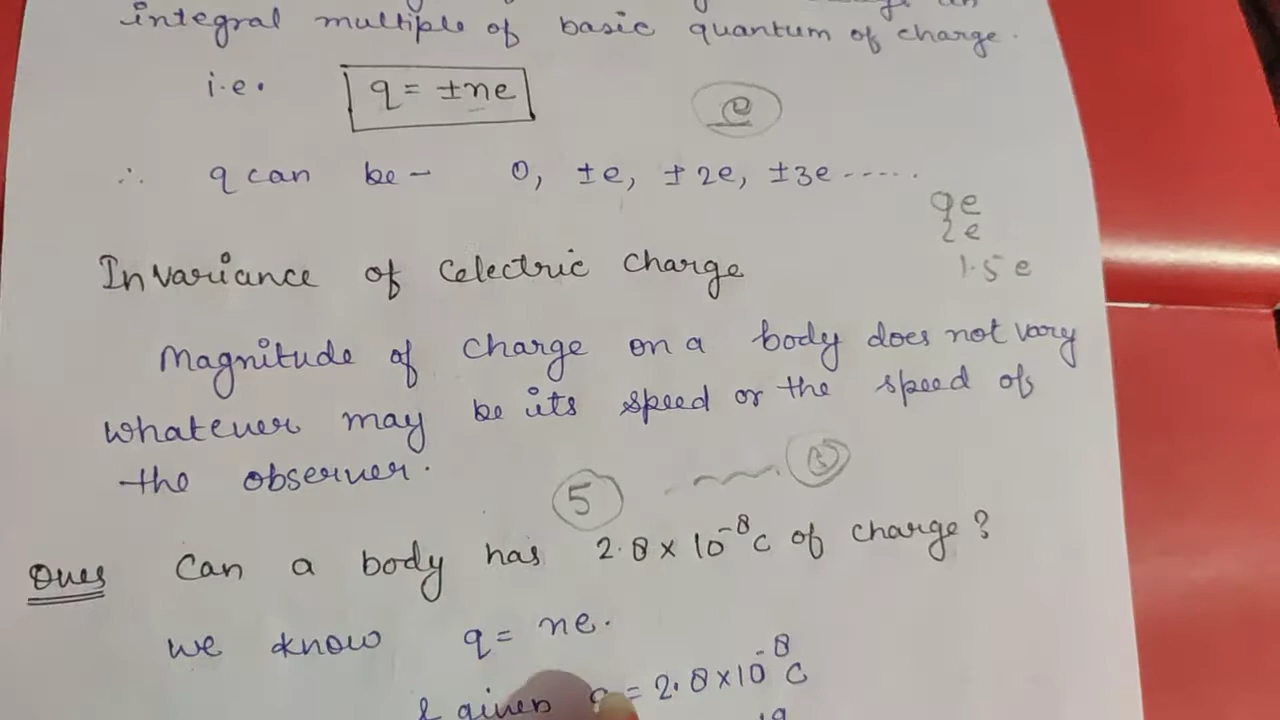 integral multiple of basic quantum of charge.
i.e. q = ±ne e
∴ q can be - 0, ±e, ±2e, ±3e -----
9e
2e
1.5 e
Invariance of electric charge
Magnitude of charge on a body does not vary
whatever may be its speed or the speed of
the observer.
5 5
Ques Can a body has 2.8 × 10⁻⁸ C of charge?
we know q = ne.
& given q = 2.8 × 10⁻⁸ C